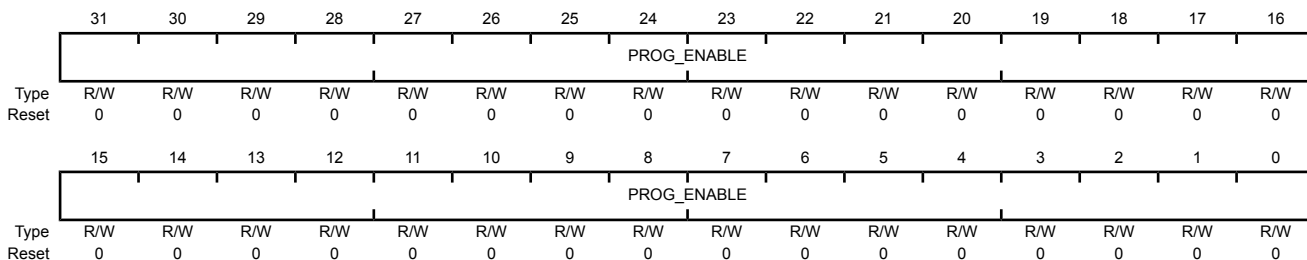 31 30 29 28 27 26 25 24 23 22 21 20 19 18 17 16
PROG_ENABLE
Type R/W R/W R/W R/W R/W R/W R/W R/W R/W R/W R/W R/W R/W R/W R/W R/W
Reset 0 0 0 0 0 0 0 0 0 0 0 0 0 0 0 0
15 14 13 12 11 10 9 8 7 6 5 4 3 2 1 0
PROG_ENABLE
Type R/W R/W R/W R/W R/W R/W R/W R/W R/W R/W R/W R/W R/W R/W R/W R/W
Reset 0 0 0 0 0 0 0 0 0 0 0 0 0 0 0 0